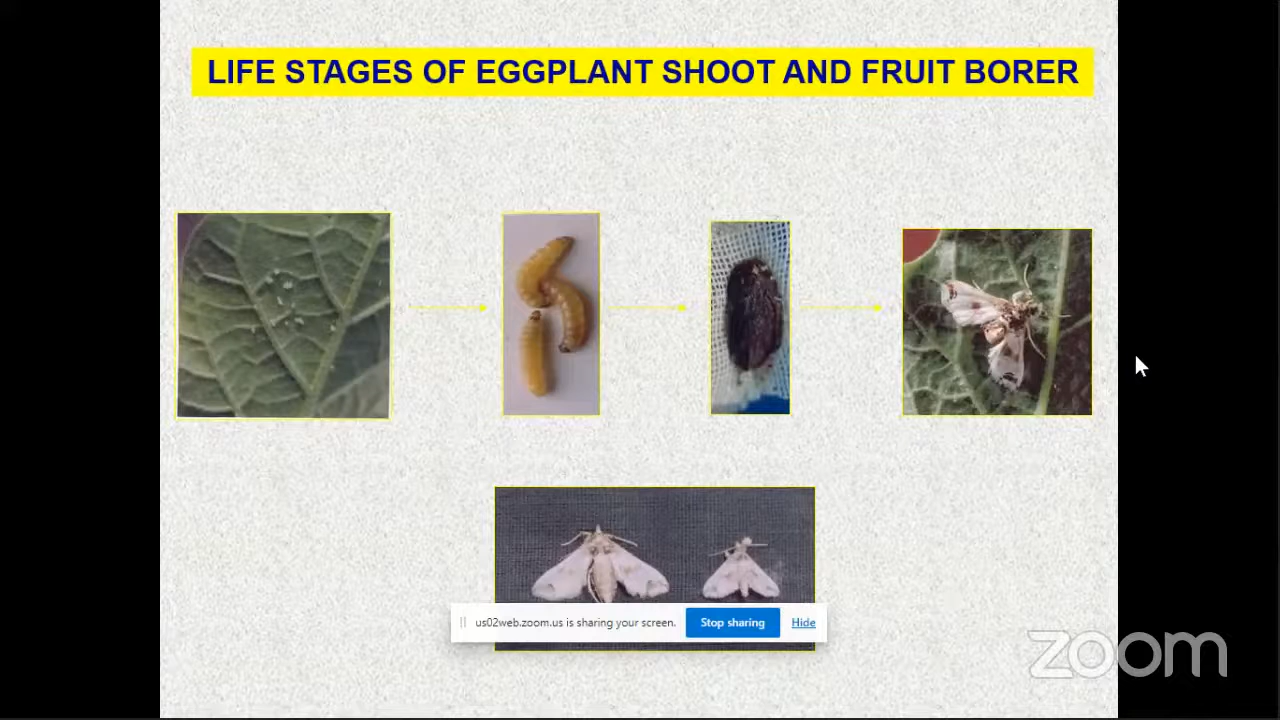 LIFE STAGES OF EGGPLANT SHOOT AND FRUIT BORER
us02web.zoom.us is sharing your screen. Stop sharing Hide
zoom